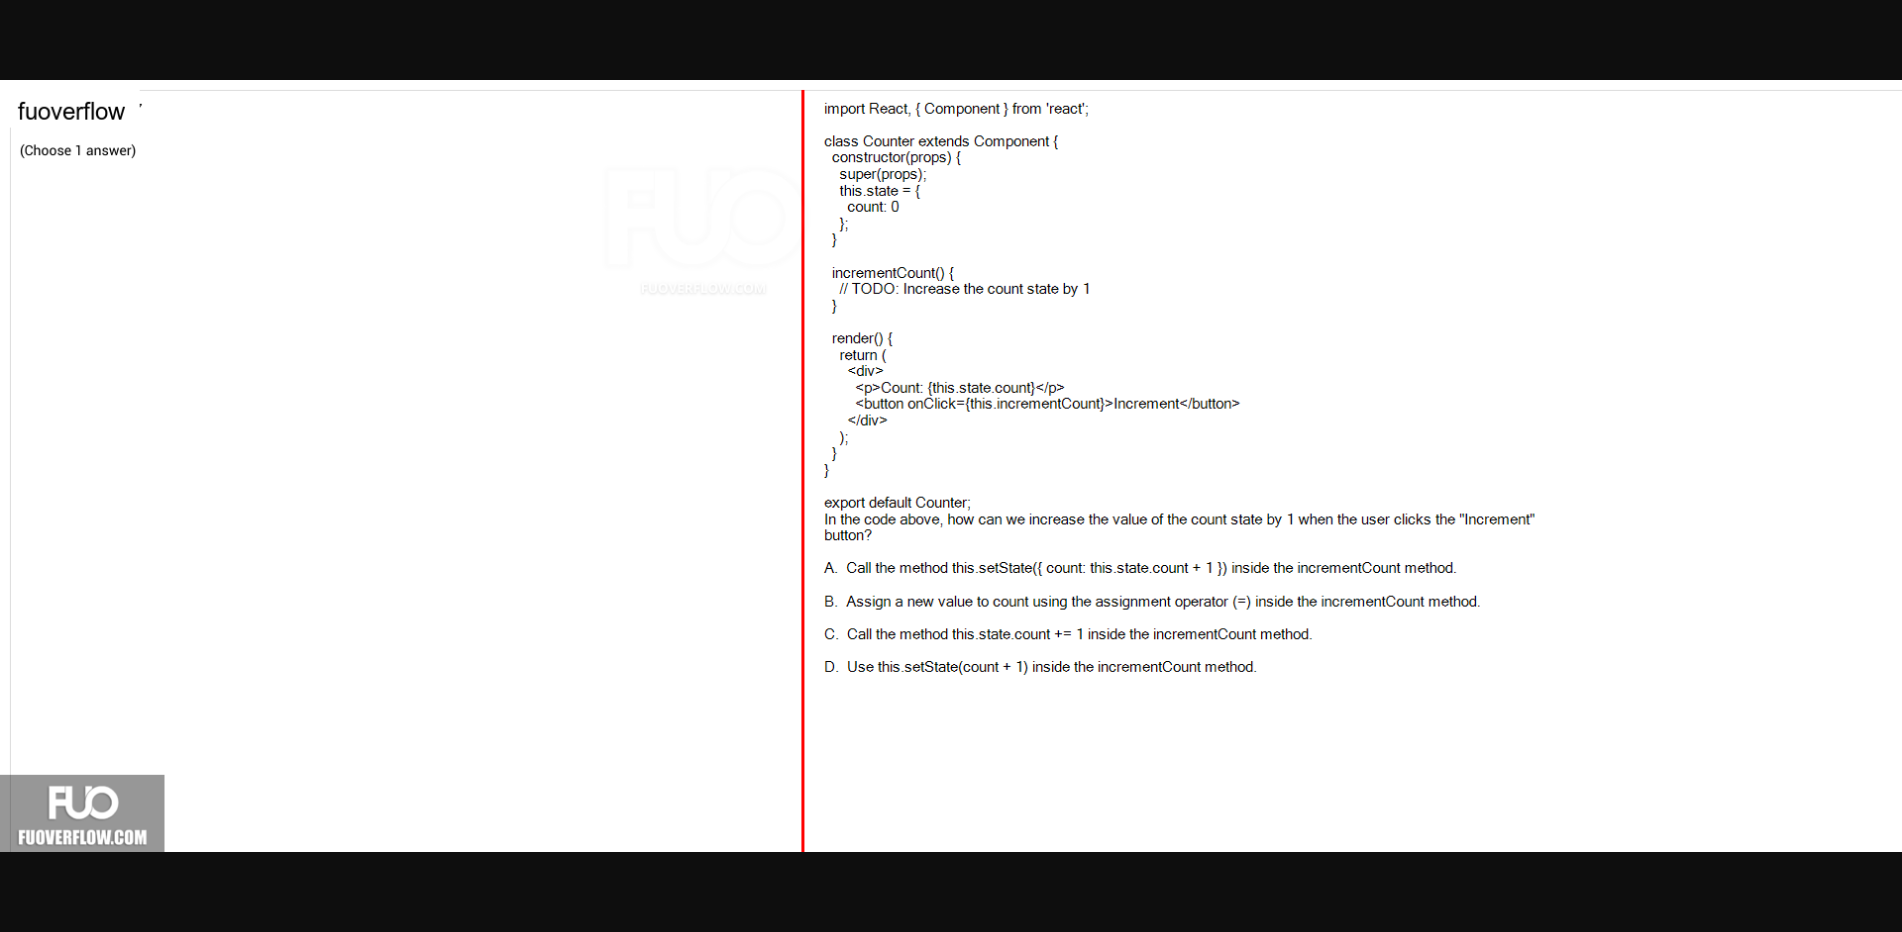 fuoverflow
(Choose 1 answer)
FUO
FUOVERFLOW.COM
import React, { Component } from 'react';
class Counter extends Component {
constructor(props) {
super(props);
this.state = {
count: 0
};
}
incrementCount() {
// TODO: Increase the count state by 1
}
render() {
return (
<div>
<p>Count: {this.state.count}</p>
<button onClick={this.incrementCount}>Increment</button>
</div>
);
}
}
export default Counter;
In the code above, how can we increase the value of the count state by 1 when the user clicks the "Increment"
button?
A. Call the method this.setState({ count: this.state.count + 1 }) inside the incrementCount method.
B. Assign a new value to count using the assignment operator (=) inside the incrementCount method.
C. Call the method this.state.count += 1 inside the incrementCount method.
D. Use this.setState(count + 1) inside the incrementCount method.
FUO
FUOVERFLOW.COM